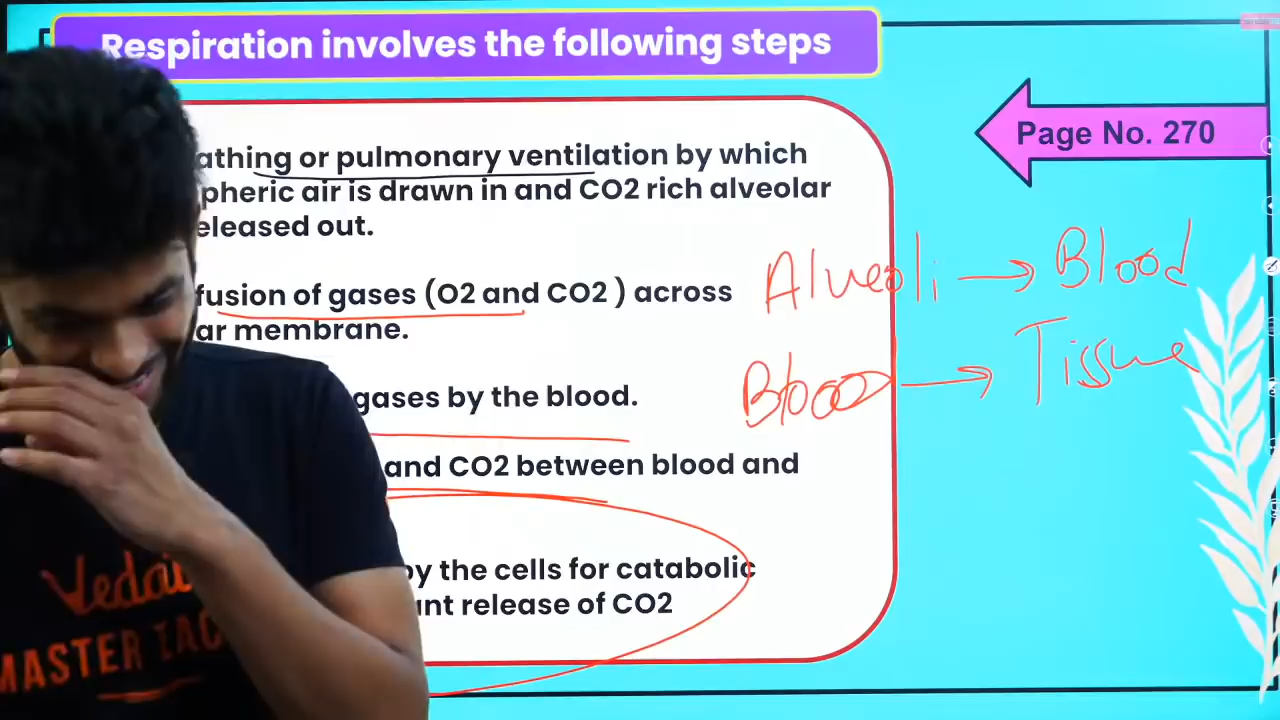 Respiration involves the following steps
Page No. 270
athing or pulmonary ventilation by which
pheric air is drawn in and CO2 rich alveolar
eleased out.
fusion of gases (O2 and CO2 ) across
ar membrane.
gases by the blood.
and CO2 between blood and
by the cells for catabolic
ant release of CO2
Alveoli → Blood
Blood → Tissue
Vedan
MASTER TEAC